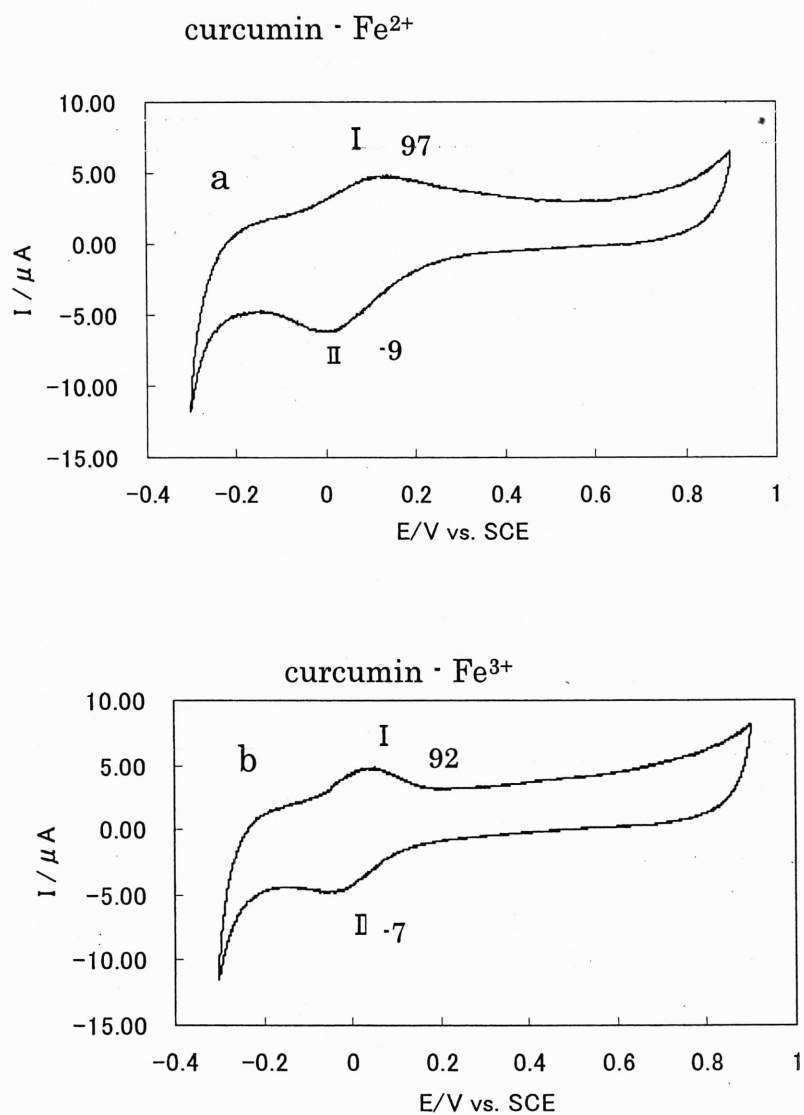 curcumin - Fe²⁺
10.00
5.00
0.00
−5.00
−10.00
−15.00
I / μA
a
I 97
II -9
−0.4 −0.2 0 0.2 0.4 0.6 0.8 1
E/V vs. SCE
curcumin - Fe³⁺
10.00
5.00
0.00
−5.00
−10.00
−15.00
I / μA
b
I 92
II -7
−0.4 −0.2 0 0.2 0.4 0.6 0.8 1
E/V vs. SCE